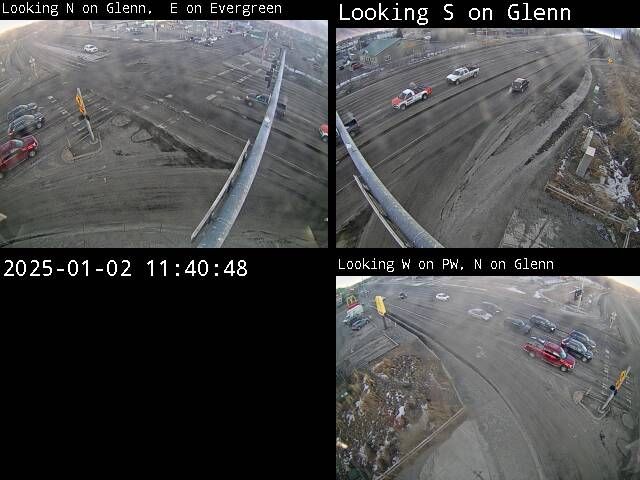 Looking N on Glenn,  E on Evergreen
Looking S on Glenn
2025-01-02 11:40:48
Looking W on PW, N on Glenn